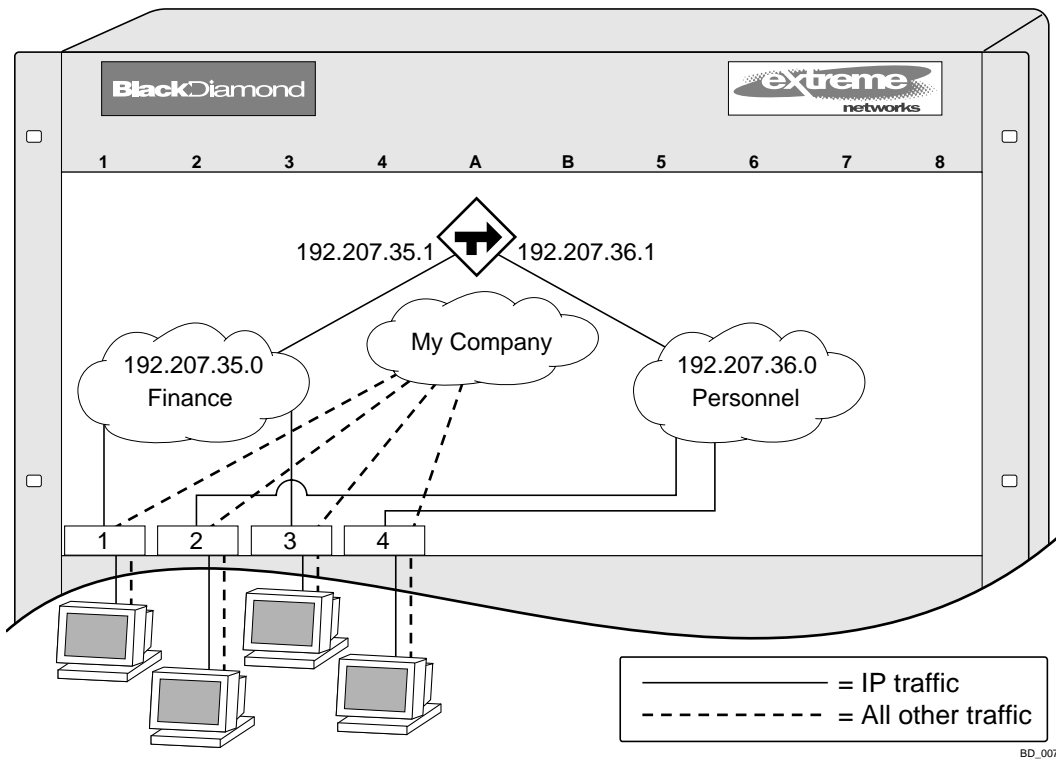 BlackDiamond
extreme
networks
1 2 3 4 A B 5 6 7 8
192.207.35.1
192.207.36.1
My Company
192.207.35.0
Finance
192.207.36.0
Personnel
1 2 3 4
= IP traffic
= All other traffic
BD_007